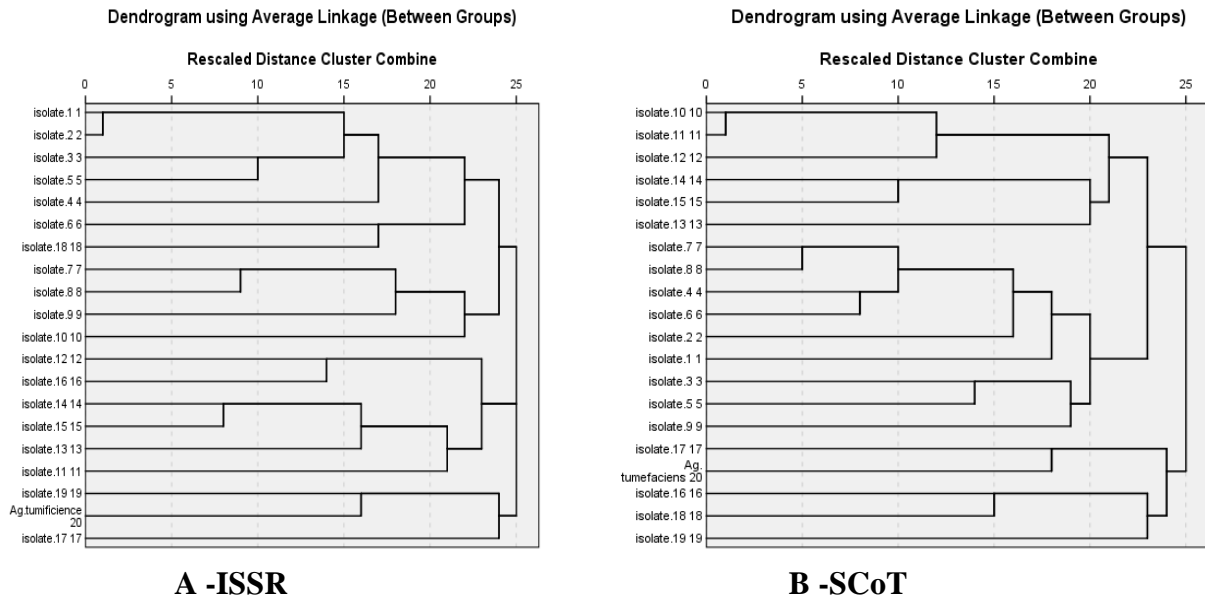 Dendrogram using Average Linkage (Between Groups)
Rescaled Distance Cluster Combine
0 5 10 15 20 25
isolate.1 1
isolate.2 2
isolate.3 3
isolate.5 5
isolate.4 4
isolate.6 6
isolate.18 18
isolate.7 7
isolate.8 8
isolate.9 9
isolate.10 10
isolate.12 12
isolate.16 16
isolate.14 14
isolate.15 15
isolate.13 13
isolate.11 11
isolate.19 19
Ag.tumificience
20
isolate.17 17
A -ISSR
Dendrogram using Average Linkage (Between Groups)
Rescaled Distance Cluster Combine
0 5 10 15 20 25
isolate.10 10
isolate.11 11
isolate.12 12
isolate.14 14
isolate.15 15
isolate.13 13
isolate.7 7
isolate.8 8
isolate.4 4
isolate.6 6
isolate.2 2
isolate.1 1
isolate.3 3
isolate.5 5
isolate.9 9
isolate.17 17
Ag.
tumefaciens 20
isolate.16 16
isolate.18 18
isolate.19 19
B -SCoT